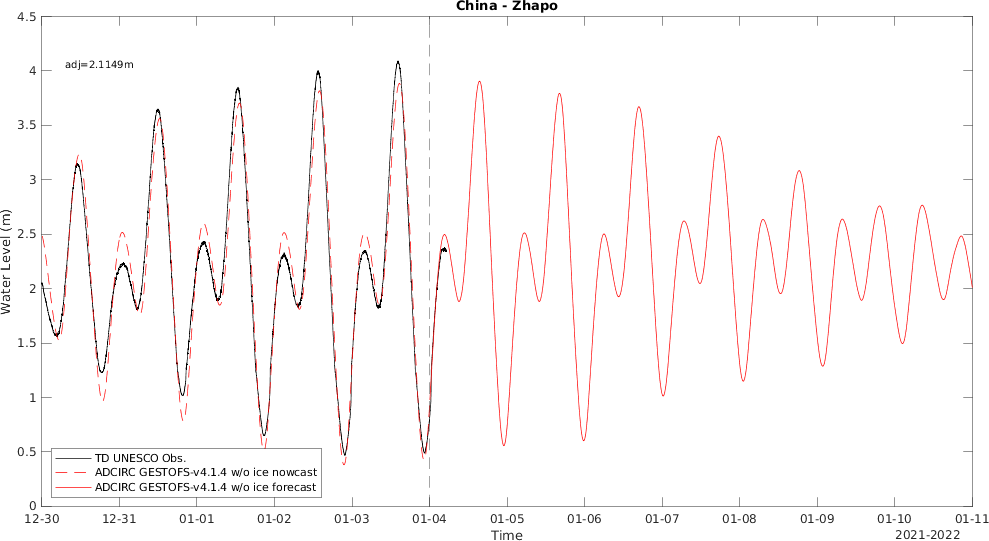 China - Zhapo
4.5
adj=2.1149m
4
3.5
3
2.5
2
1.5
1
0.5
0
Water Level (m)
TD UNESCO Obs.
ADCIRC GESTOFS-v4.1.4 w/o ice nowcast
ADCIRC GESTOFS-v4.1.4 w/o ice forecast
12-30 12-31 01-01 01-02 01-03 01-04 01-05 01-06 01-07 01-08 01-09 01-10 01-11
Time
2021-2022